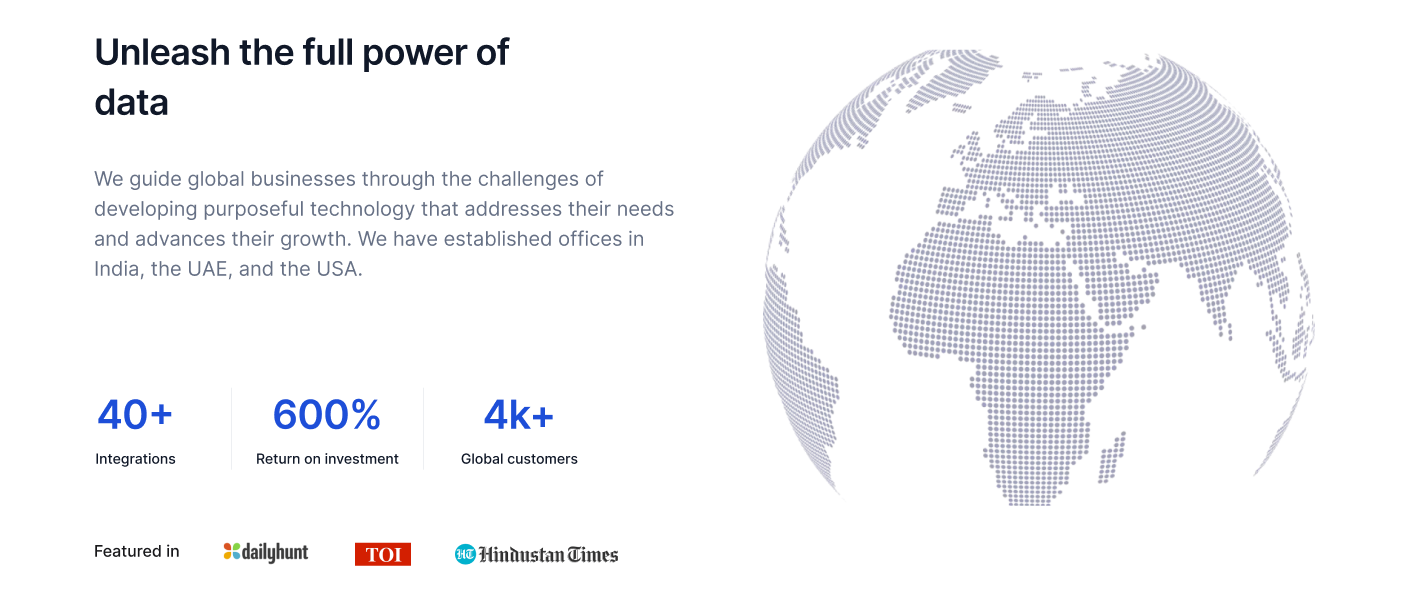 Unleash the full power of
data
We guide global businesses through the challenges of
developing purposeful technology that addresses their needs
and advances their growth. We have established offices in
India, the UAE, and the USA.
40+ 600% 4k+
Integrations Return on investment Global customers
Featured in dailyhunt TOI HT Hindustan Times